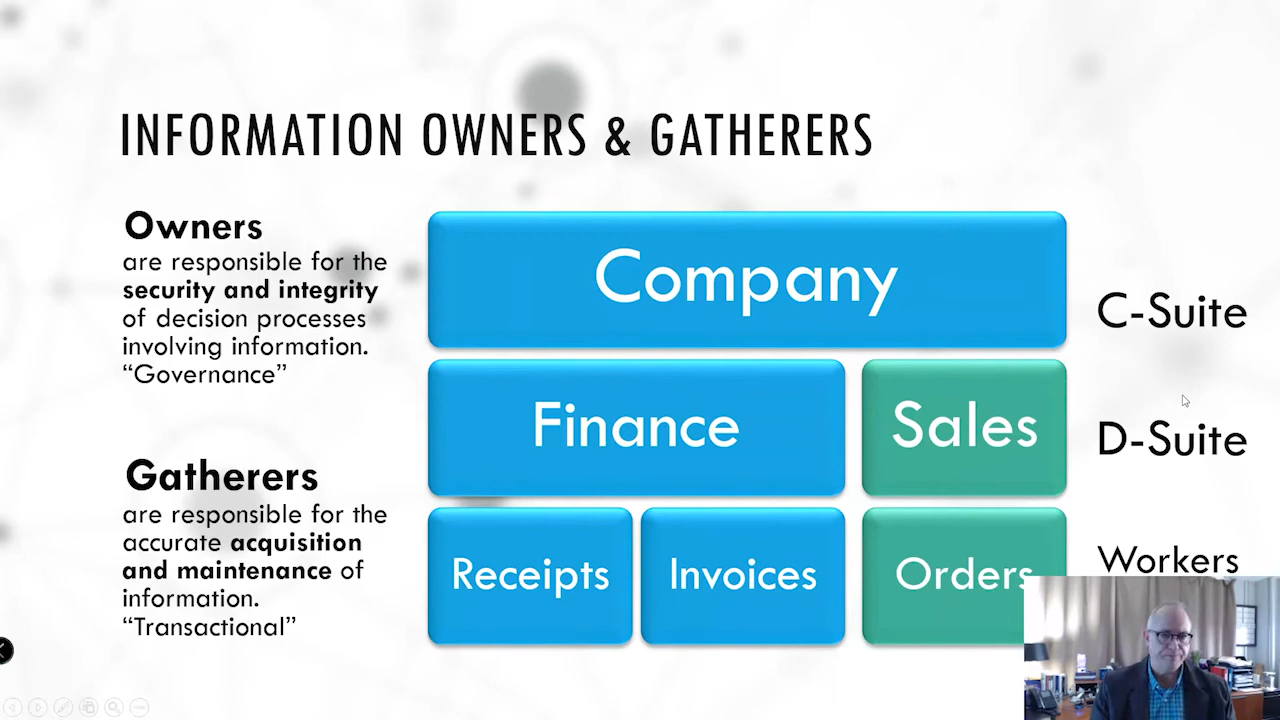 INFORMATION OWNERS & GATHERERS
Owners
are responsible for the
security and integrity
of decision processes
involving information.
“Governance”
Gatherers
are responsible for the
accurate acquisition
and maintenance of
information.
“Transactional”
Company
Finance
Sales
Receipts
Invoices
Orders
C-Suite
D-Suite
Workers